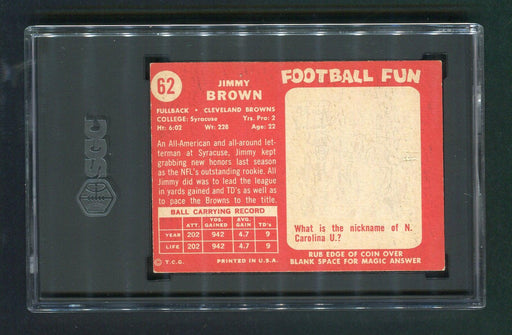 SGC
62
JIMMY
BROWN
FULLBACK • CLEVELAND BROWNS
COLLEGE: Syracuse Yrs. Pro: 2
Ht: 6:02 Wt: 228 Age: 22
An All-American and all-around let-
terman at Syracuse, Jimmy kept
grabbing new honors last season
as the NFL's outstanding rookie. All
Jimmy did was to lead the league
in yards gained and TD's as well as
to pace the Browns to the title.
BALL CARRYING RECORD
ATT. YDS. GAINED AVG. GAIN TD's
YEAR 202 942 4.7 9
LIFE 202 942 4.7 9
© T.C.G. PRINTED IN U.S.A.
FOOTBALL FUN
What is the nickname of N.
Carolina U.?
RUB EDGE OF COIN OVER
BLANK SPACE FOR MAGIC ANSWER